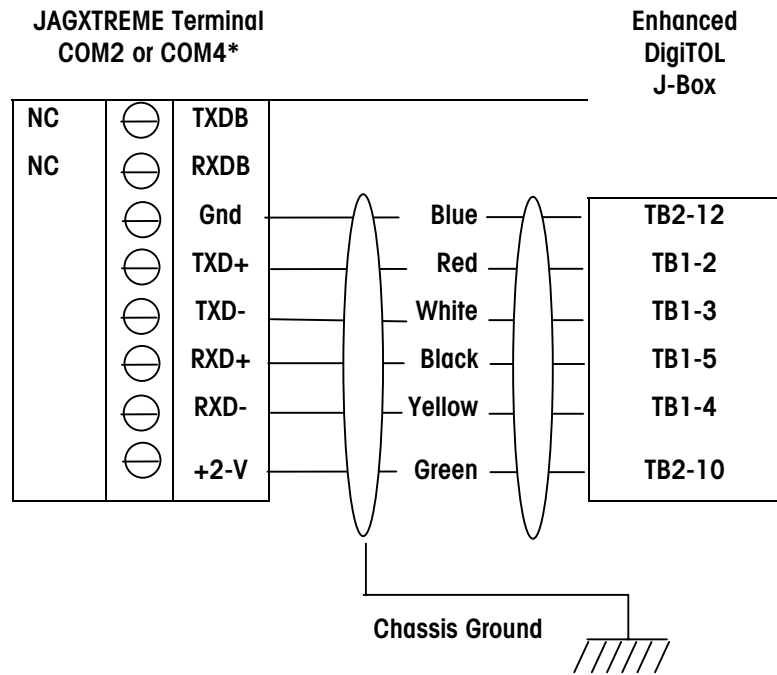 JAGXTREME Terminal
COM2 or COM4*
Enhanced
DigiTOL
J-Box
NC TXDB
NC RXDB
Gnd Blue TB2-12
TXD+ Red TB1-2
TXD- White TB1-3
RXD+ Black TB1-5
RXD- Yellow TB1-4
+2-V Green TB2-10
Chassis Ground